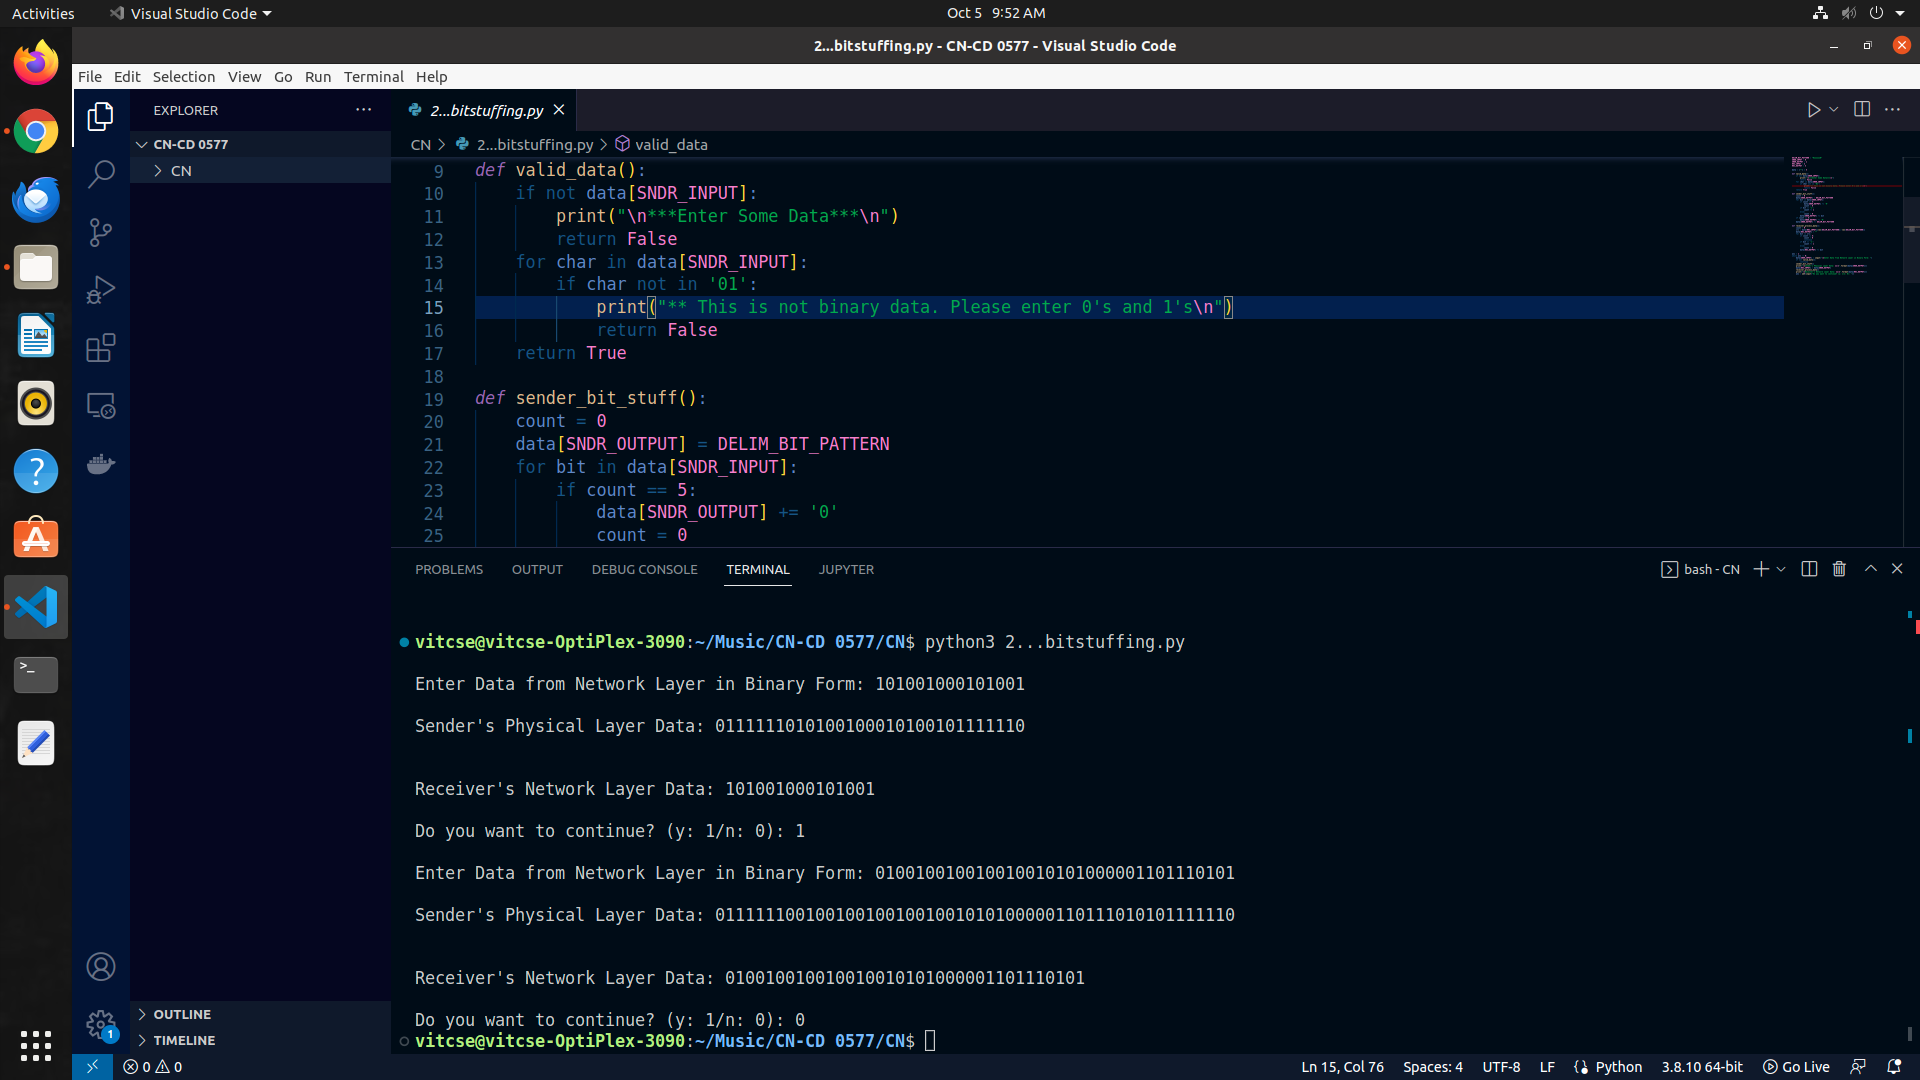 Activities
Visual Studio Code
Oct 5 9:52 AM
2...bitstuffing.py - CN-CD 0577 - Visual Studio Code
File Edit Selection View Go Run Terminal Help
EXPLORER
CN-CD 0577
CN
OUTLINE
TIMELINE
2...bitstuffing.py
CN > 2...bitstuffing.py > valid_data
9 def valid_data():
10 if not data[SNDR_INPUT]:
11 print("\n***Enter Some Data***\n")
12 return False
13 for char in data[SNDR_INPUT]:
14 if char not in '01':
15 print("** This is not binary data. Please enter 0's and 1's\n")
16 return False
17 return True
18
19 def sender_bit_stuff():
20 count = 0
21 data[SNDR_OUTPUT] = DELIM_BIT_PATTERN
22 for bit in data[SNDR_INPUT]:
23 if count == 5:
24 data[SNDR_OUTPUT] += '0'
25 count = 0
PROBLEMS OUTPUT DEBUG CONSOLE TERMINAL JUPYTER
bash - CN
vitcse@vitcse-OptiPlex-3090:~/Music/CN-CD 0577/CN$ python3 2...bitstuffing.py
Enter Data from Network Layer in Binary Form: 101001000101001
Sender's Physical Layer Data: 0111111010100100010100101111110
Receiver's Network Layer Data: 101001000101001
Do you want to continue? (y: 1/n: 0): 1
Enter Data from Network Layer in Binary Form: 010010010010010010101000001101110101
Sender's Physical Layer Data: 0111111001001001001001001010100000110111010101111110
Receiver's Network Layer Data: 010010010010010010101000001101110101
Do you want to continue? (y: 1/n: 0): 0
vitcse@vitcse-OptiPlex-3090:~/Music/CN-CD 0577/CN$
1
0 0
Ln 15, Col 76 Spaces: 4 UTF-8 LF Python 3.8.10 64-bit Go Live